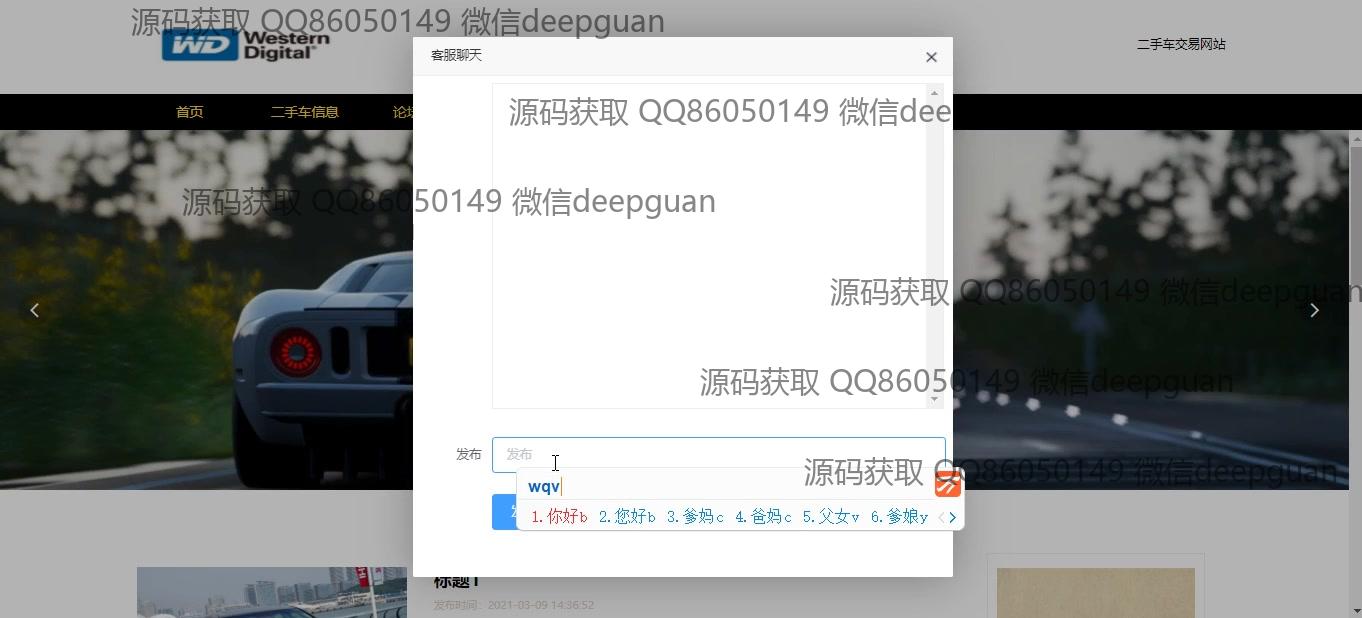 源码获取 QQ86050149 微信deepguan
WD Western Digital
二手车交易网站
客服聊天
首页
二手车信息
源码获取 QQ86050149 微信dee
源码获取 QQ86050149 微信deepguan
源码获取 QQ86050149 微信deepguan
源码获取 QQ86050149 微信deepguan
发布
发布
源码获取 QQ86050149 微信deepguan
wqv
1.你好b 2.您好b 3.爹妈c 4.爸妈c 5.父女v 6.爹娘y
标题1
发布时间：2021-03-09 14:36:52